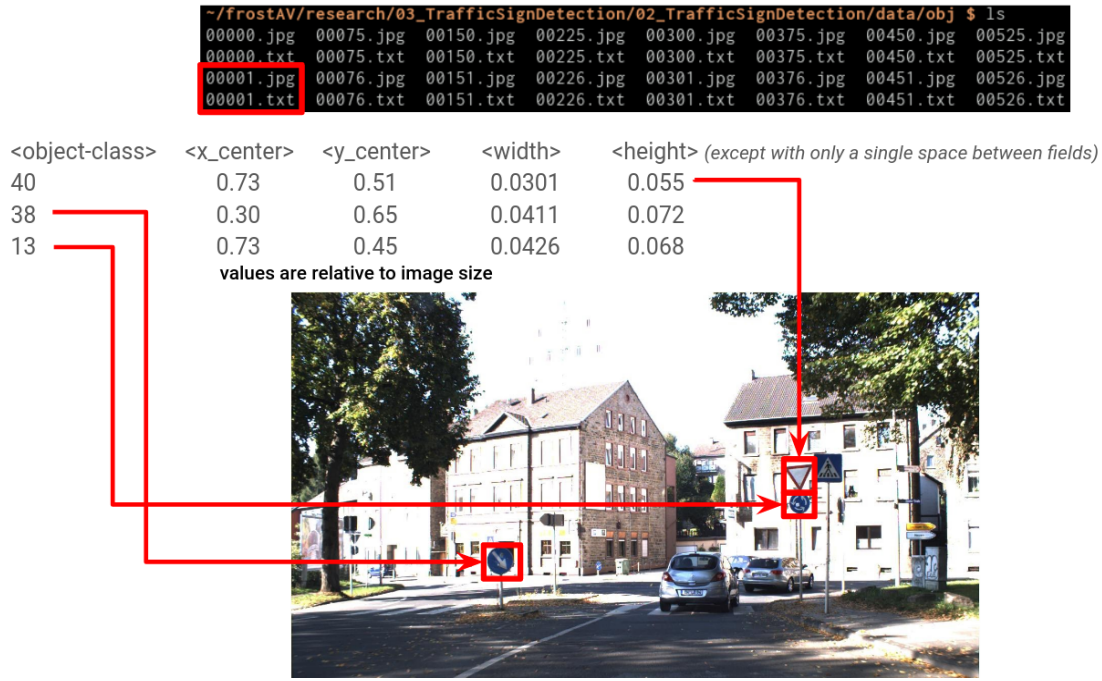 ~/frostAV/research/03_TrafficSignDetection/02_TrafficSignDetection/data/obj $ ls
00000.jpg 00075.jpg 00150.jpg 00225.jpg 00300.jpg 00375.jpg 00450.jpg 00525.jpg
00000.txt 00075.txt 00150.txt 00225.txt 00300.txt 00375.txt 00450.txt 00525.txt
00001.jpg 00076.jpg 00151.jpg 00226.jpg 00301.jpg 00376.jpg 00451.jpg 00526.jpg
00001.txt 00076.txt 00151.txt 00226.txt 00301.txt 00376.txt 00451.txt 00526.txt
<object-class> <x_center> <y_center> <width> <height> (except with only a single space between fields)
40 0.73 0.51 0.0301 0.055
38 0.30 0.65 0.0411 0.072
13 0.73 0.45 0.0426 0.068
values are relative to image size